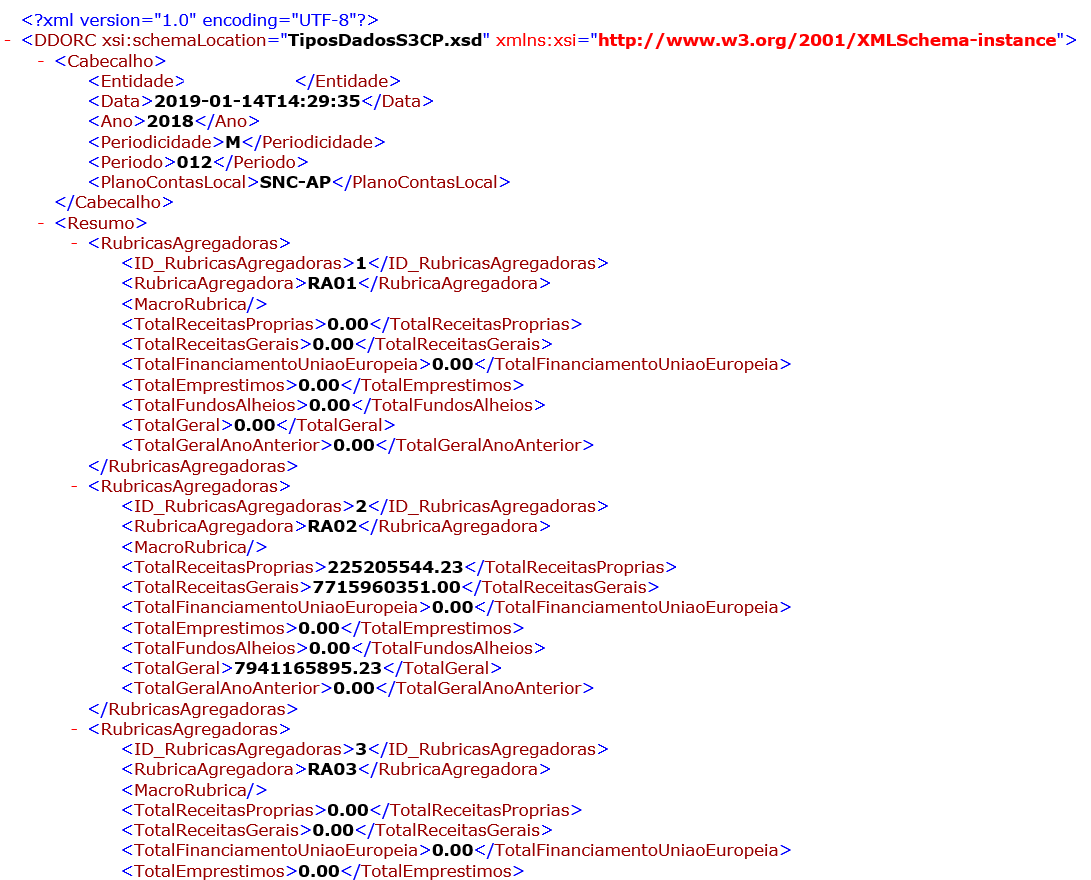 <?xml version="1.0" encoding="UTF-8"?>
- <DDORC xsi:schemaLocation="TiposDadosS3CP.xsd" xmlns:xsi="http://www.w3.org/2001/XMLSchema-instance">
- <Cabecalho>
<Entidade> </Entidade>
<Data>2019-01-14T14:29:35</Data>
<Ano>2018</Ano>
<Periodicidade>M</Periodicidade>
<Periodo>012</Periodo>
<PlanoContasLocal>SNC-AP</PlanoContasLocal>
</Cabecalho>
- <Resumo>
- <RubricasAgregadoras>
<ID_RubricasAgregadoras>1</ID_RubricasAgregadoras>
<RubricaAgregadora>RA01</RubricaAgregadora>
<MacroRubrica/>
<TotalReceitasProprias>0.00</TotalReceitasProprias>
<TotalReceitasGerais>0.00</TotalReceitasGerais>
<TotalFinanciamentoUniaoEuropeia>0.00</TotalFinanciamentoUniaoEuropeia>
<TotalEmprestimos>0.00</TotalEmprestimos>
<TotalFundosAlheios>0.00</TotalFundosAlheios>
<TotalGeral>0.00</TotalGeral>
<TotalGeralAnoAnterior>0.00</TotalGeralAnoAnterior>
</RubricasAgregadoras>
- <RubricasAgregadoras>
<ID_RubricasAgregadoras>2</ID_RubricasAgregadoras>
<RubricaAgregadora>RA02</RubricaAgregadora>
<MacroRubrica/>
<TotalReceitasProprias>225205544.23</TotalReceitasProprias>
<TotalReceitasGerais>7715960351.00</TotalReceitasGerais>
<TotalFinanciamentoUniaoEuropeia>0.00</TotalFinanciamentoUniaoEuropeia>
<TotalEmprestimos>0.00</TotalEmprestimos>
<TotalFundosAlheios>0.00</TotalFundosAlheios>
<TotalGeral>7941165895.23</TotalGeral>
<TotalGeralAnoAnterior>0.00</TotalGeralAnoAnterior>
</RubricasAgregadoras>
- <RubricasAgregadoras>
<ID_RubricasAgregadoras>3</ID_RubricasAgregadoras>
<RubricaAgregadora>RA03</RubricaAgregadora>
<MacroRubrica/>
<TotalReceitasProprias>0.00</TotalReceitasProprias>
<TotalReceitasGerais>0.00</TotalReceitasGerais>
<TotalFinanciamentoUniaoEuropeia>0.00</TotalFinanciamentoUniaoEuropeia>
<TotalEmprestimos>0.00</TotalEmprestimos>